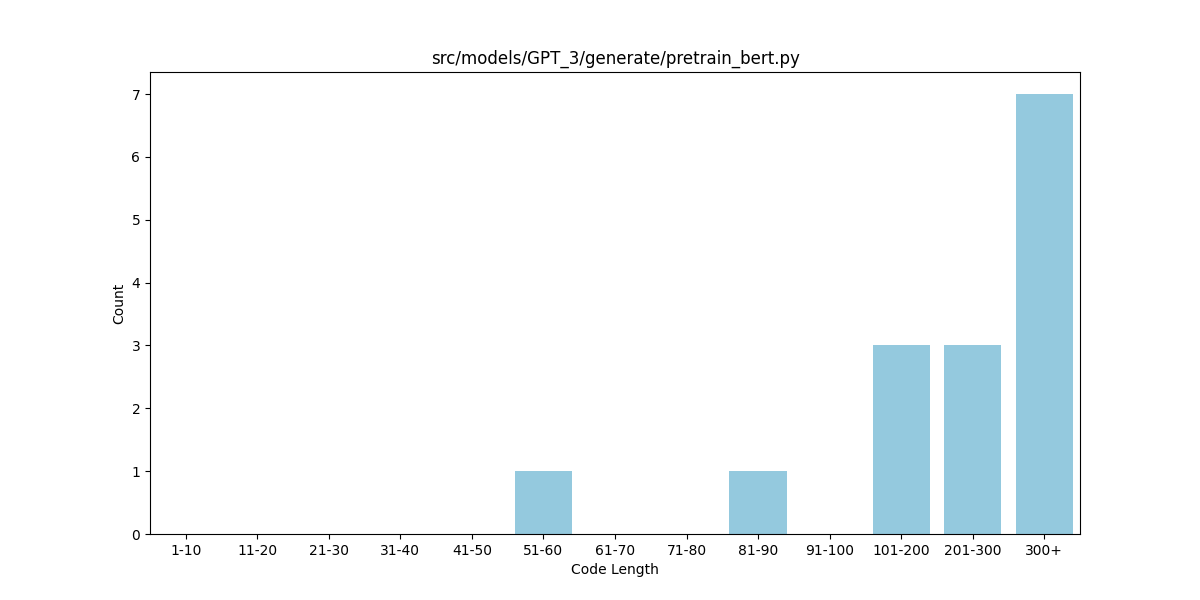 src/models/GPT_3/generate/pretrain_bert.py
7
6
5
4
3
2
1
0
Count
1-10 11-20 21-30 31-40 41-50 51-60 61-70 71-80 81-90 91-100 101-200 201-300 300+
Code Length